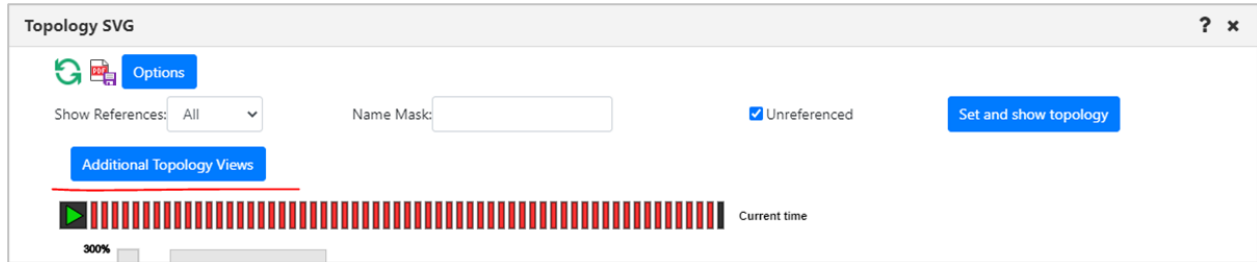 Topology SVG ? ×
PDF Options
Show References: All Name Mask: Unreferenced Set and show topology
Additional Topology Views
Current time
300%